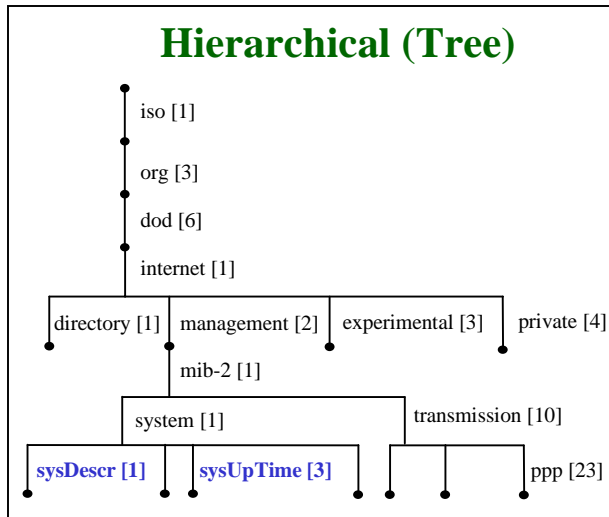 Hierarchical (Tree)
iso [1]
org [3]
dod [6]
internet [1]
directory [1] management [2] experimental [3] private [4]
mib-2 [1]
system [1] transmission [10]
sysDescr [1] sysUpTime [3] ppp [23]